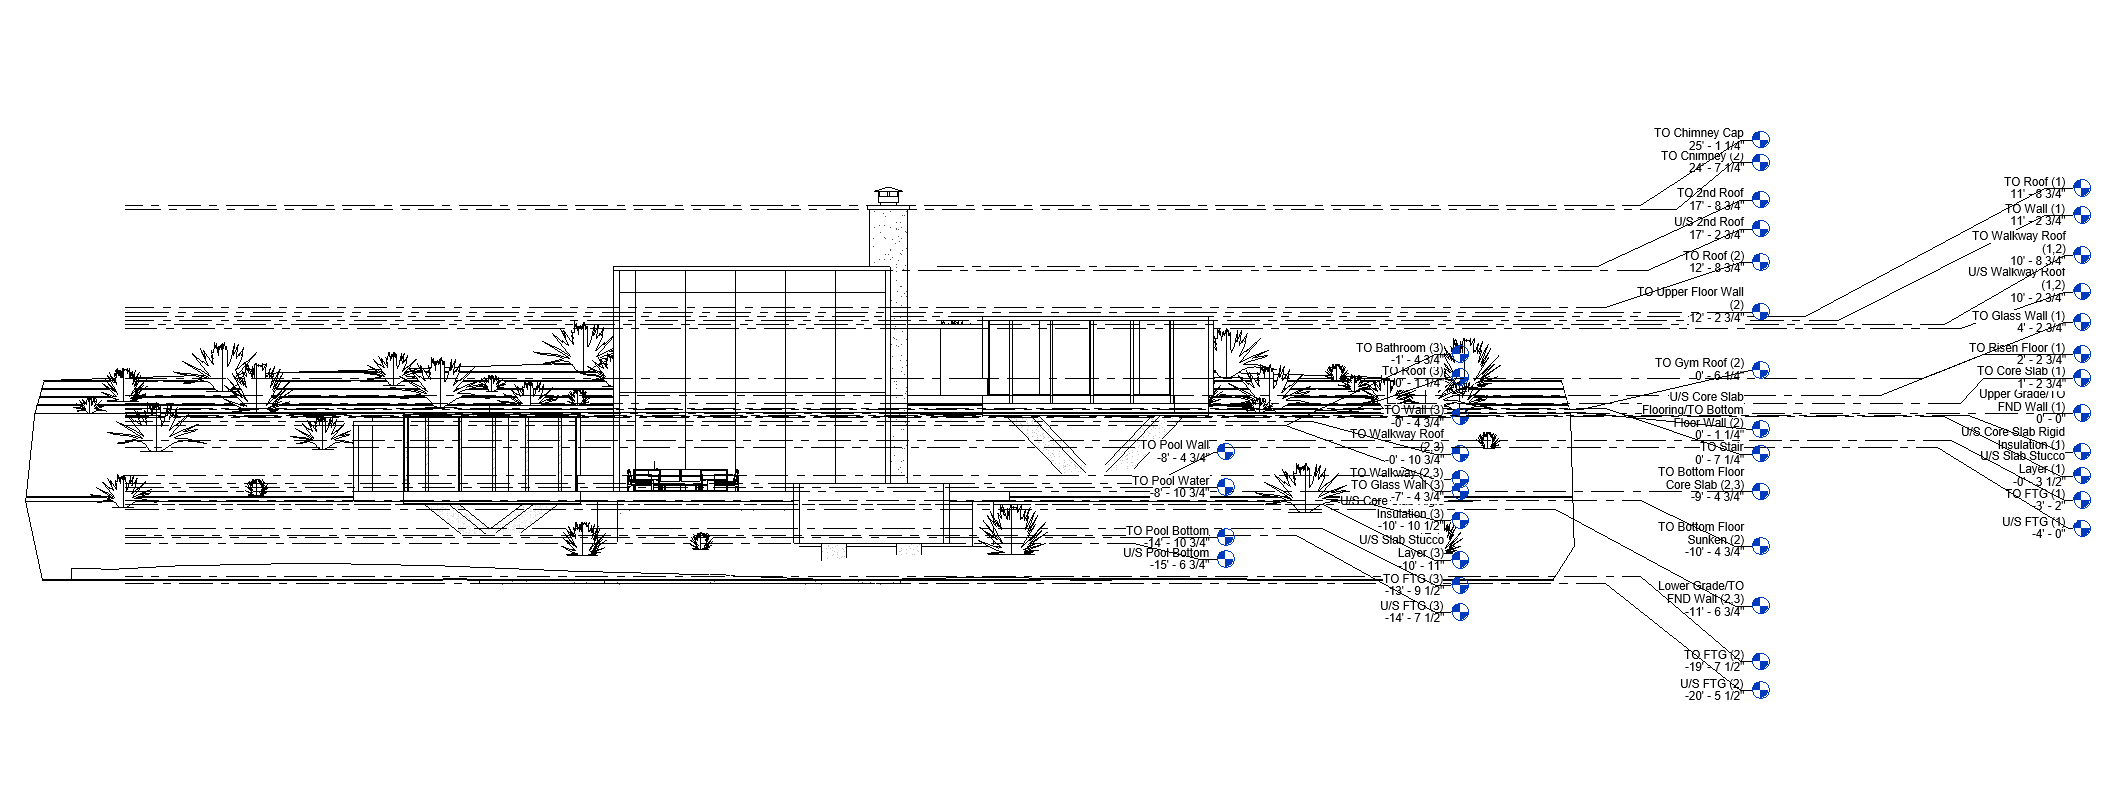 TO Chimney Cap
25' - 1 1/4"
TO Chimney (2)
24' - 7 1/4"
TO 2nd Roof
17' - 8 3/4"
U/S 2nd Roof
17' - 2 3/4"
TO Roof (2)
12' - 8 3/4"
TO Upper Floor Wall
(2)
12' - 2 3/4"
TO Gym Roof (2)
-0' - 6 1/4"
U/S Core Slab
Flooring/TO Bottom
Floor Wall (2)
0' - 1 1/4"
TO Stair
0' - 7 1/4"
TO Bottom Floor
Core Slab (2,3)
-9' - 4 3/4"
TO Bottom Floor
Sunken (2)
-10' - 4 3/4"
Lower Grade/TO
FND Wall (2,3)
-11' - 6 3/4"
TO FTG (2)
-19' - 7 1/2"
U/S FTG (2)
-20' - 5 1/2"
TO Roof (1)
11' - 8 3/4"
TO Wall (1)
11' - 2 3/4"
TO Walkway Roof
(1,2)
10' - 8 3/4"
U/S Walkway Roof
(1,2)
10' - 2 3/4"
TO Glass Wall (1)
4' - 2 3/4"
TO Risen Floor (1)
2' - 2 3/4"
TO Core Slab (1)
1' - 2 3/4"
Upper Grade/TO
FND Wall (1)
0' - 0"
U/S Core Slab Rigid
Insulation (1)
U/S Slab Stucco
Layer (1)
-0' - 3 1/2"
TO FTG (1)
-3' - 2"
U/S FTG (1)
-4' - 0"
TO Bathroom (3)
-1' - 4 3/4"
TO Roof (3)
-0' - 1 1/4"
TO Wall (3)
-0' - 4 3/4"
TO Walkway Roof
(2,3)
-0' - 10 3/4"
TO Walkway (2,3)
TO Glass Wall (3)
-7' - 4 3/4"
U/S Core
Insulation (3)
-10' - 10 1/2"
U/S Slab Stucco
Layer (3)
-10' - 11"
TO FTG (3)
-13' - 9 1/2"
U/S FTG (3)
-14' - 7 1/2"
TO Pool Wall
-8' - 4 3/4"
TO Pool Water
-8' - 10 3/4"
TO Pool Bottom
-14' - 10 3/4"
U/S Pool Bottom
-15' - 6 3/4"